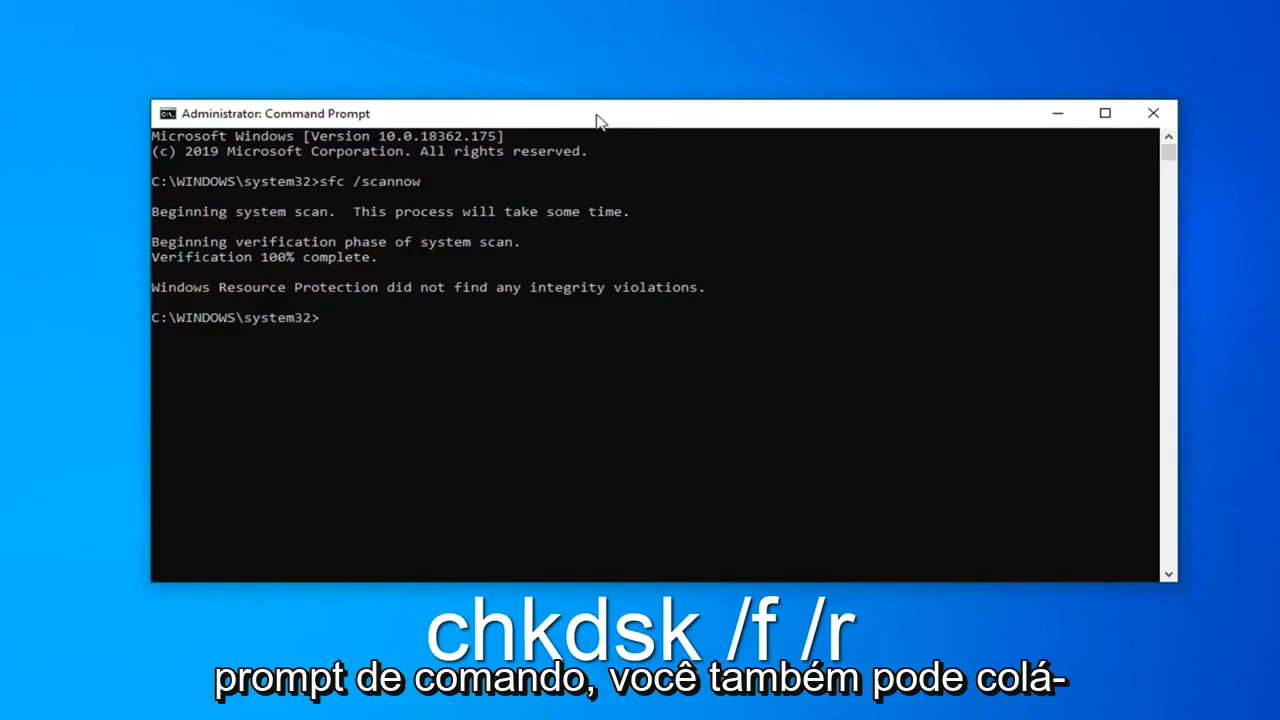 Administrator: Command Prompt
Microsoft Windows [Version 10.0.18362.175]
(c) 2019 Microsoft Corporation. All rights reserved.
C:\WINDOWS\system32>sfc /scannow
Beginning system scan.  This process will take some time.
Beginning verification phase of system scan.
Verification 100% complete.
Windows Resource Protection did not find any integrity violations.
C:\WINDOWS\system32>
chkdsk /f /r
prompt de comando, você também pode colá-